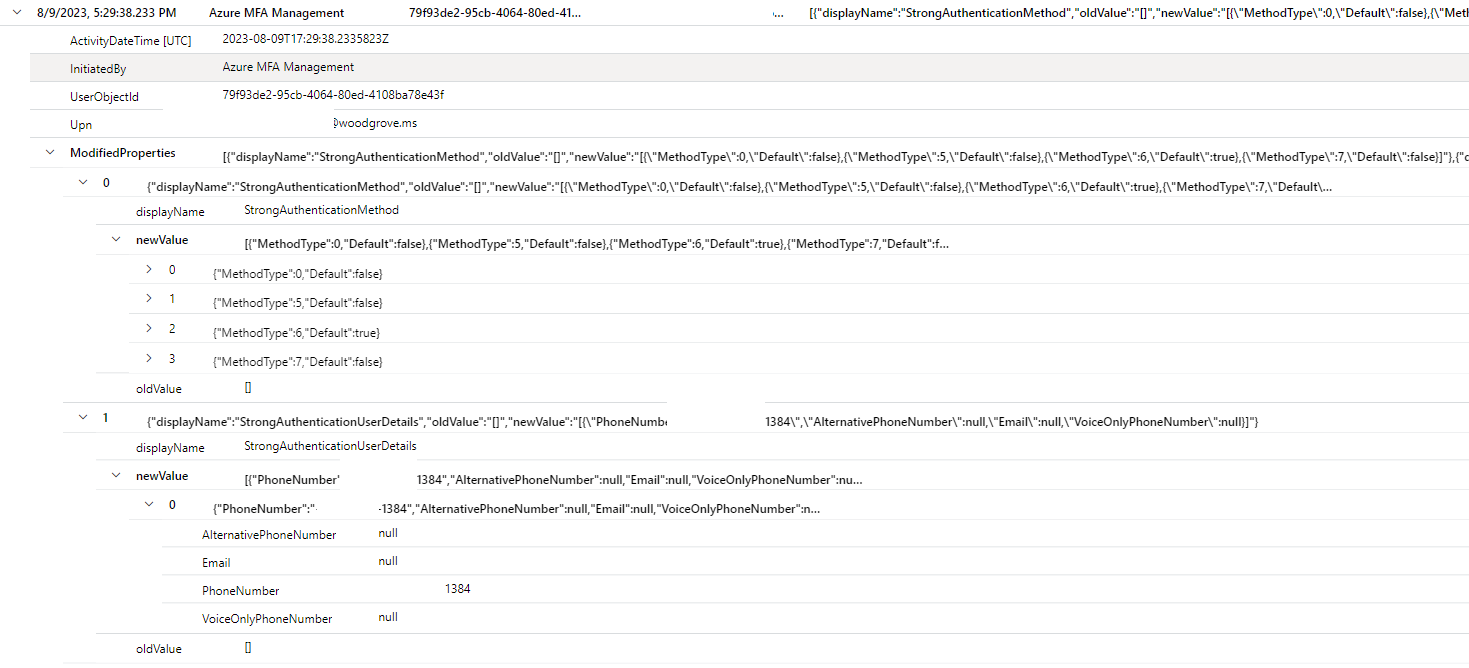 8/9/2023, 5:29:38.233 PM Azure MFA Management 79f93de2-95cb-4064-80ed-41... ... [{"displayName":"StrongAuthenticationMethod","oldValue":"[]","newValue":"[{\"MethodType\":0,\"Default\":false},{\"Met
ActivityDateTime [UTC] 2023-08-09T17:29:38.2335823Z
InitiatedBy Azure MFA Management
UserObjectId 79f93de2-95cb-4064-80ed-4108ba78e43f
Upn @woodgrove.ms
ModifiedProperties [{"displayName":"StrongAuthenticationMethod","oldValue":"[]","newValue":"[{\"MethodType\":0,\"Default\":false},{\"MethodType\":5,\"Default\":false},{\"MethodType\":6,\"Default\":true},{\"MethodType\":7,\"Default\":false}]"},{"d
0 {"displayName":"StrongAuthenticationMethod","oldValue":"[]","newValue":"[{\"MethodType\":0,\"Default\":false},{\"MethodType\":5,\"Default\":false},{\"MethodType\":6,\"Default\":true},{\"MethodType\":7,\"Default\...
displayName StrongAuthenticationMethod
newValue [{"MethodType":0,"Default":false},{"MethodType":5,"Default":false},{"MethodType":6,"Default":true},{"MethodType":7,"Default":f...
0 {"MethodType":0,"Default":false}
1 {"MethodType":5,"Default":false}
2 {"MethodType":6,"Default":true}
3 {"MethodType":7,"Default":false}
oldValue []
1 {"displayName":"StrongAuthenticationUserDetails","oldValue":"[]","newValue":"[{\"PhoneNumbe 1384\",\"AlternativePhoneNumber\":null,\"Email\":null,\"VoiceOnlyPhoneNumber\":null}]"}
displayName StrongAuthenticationUserDetails
newValue [{"PhoneNumber" 1384","AlternativePhoneNumber":null,"Email":null,"VoiceOnlyPhoneNumber":nu...
0 {"PhoneNumber":" -1384","AlternativePhoneNumber":null,"Email":null,"VoiceOnlyPhoneNumber":n...
AlternativePhoneNumber null
Email null
PhoneNumber 1384
VoiceOnlyPhoneNumber null
oldValue []